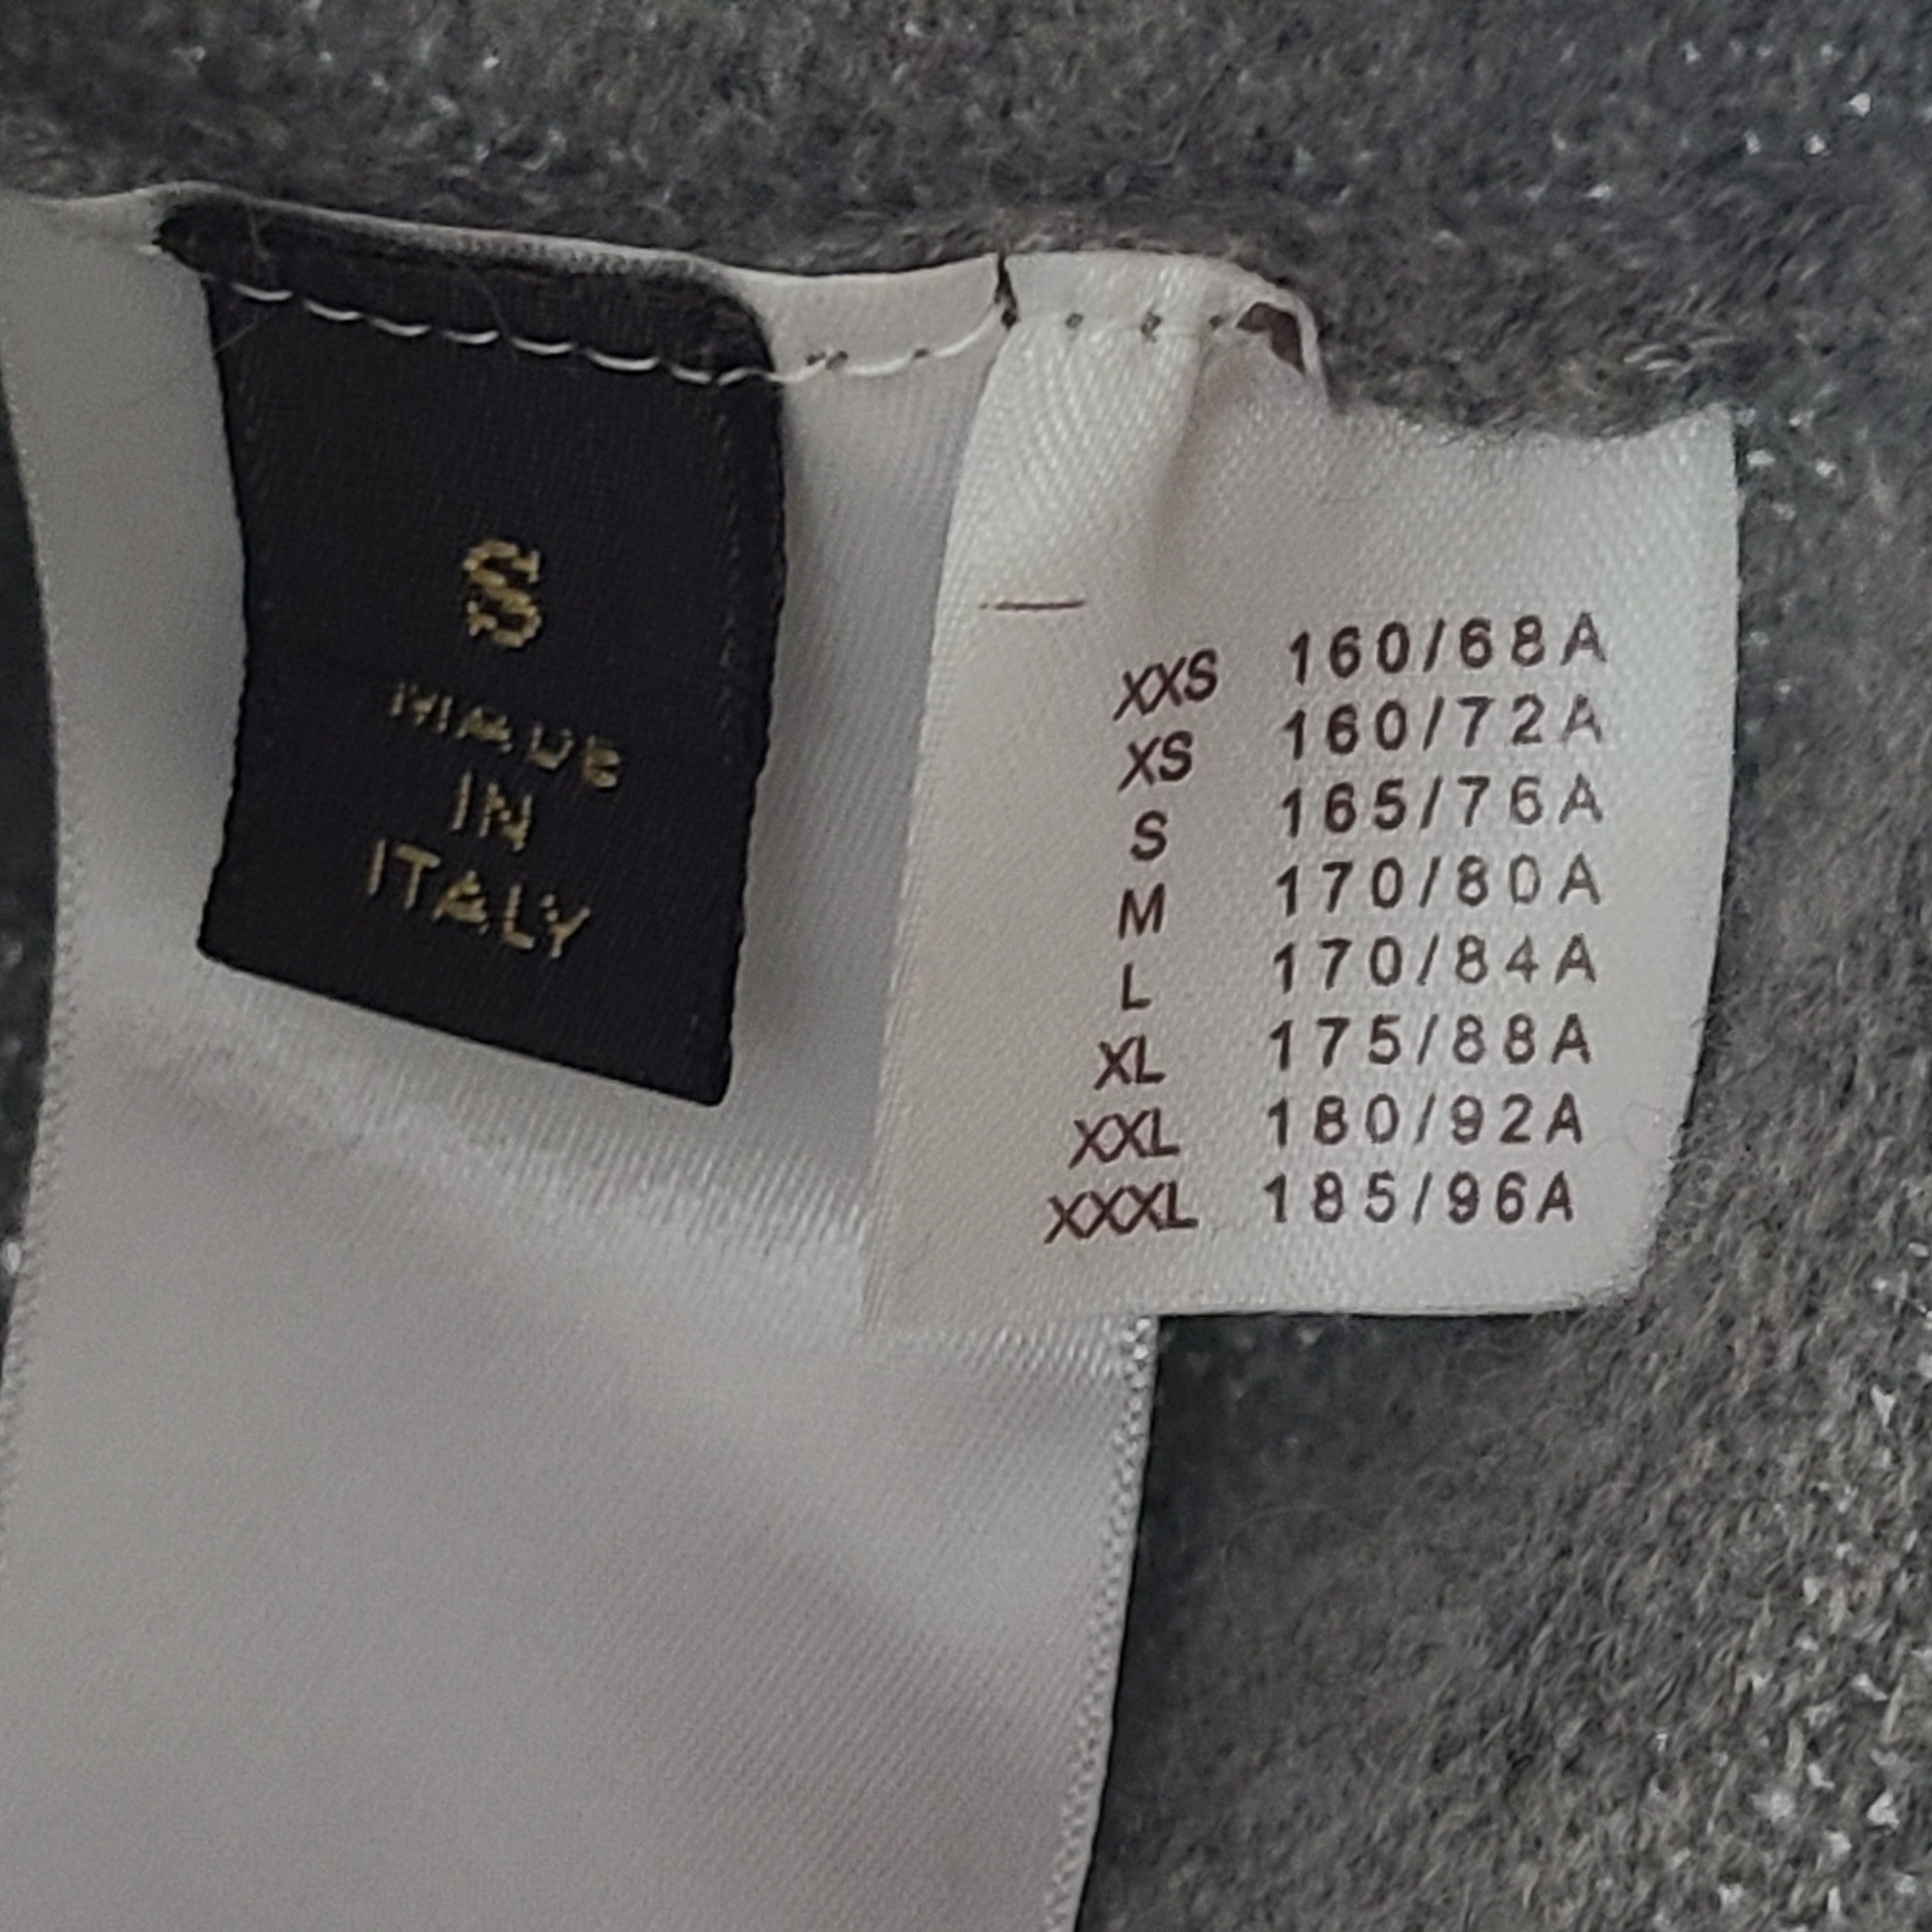 S
MADE
IN
ITALY
XXS 160/68A
XS 160/72A
S 165/76A
M 170/80A
L 170/84A
XL 175/88A
XXL 180/92A
XXXL 185/96A